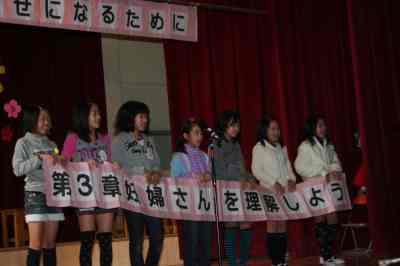 せになるために
第3章妊婦さんを理解しよう